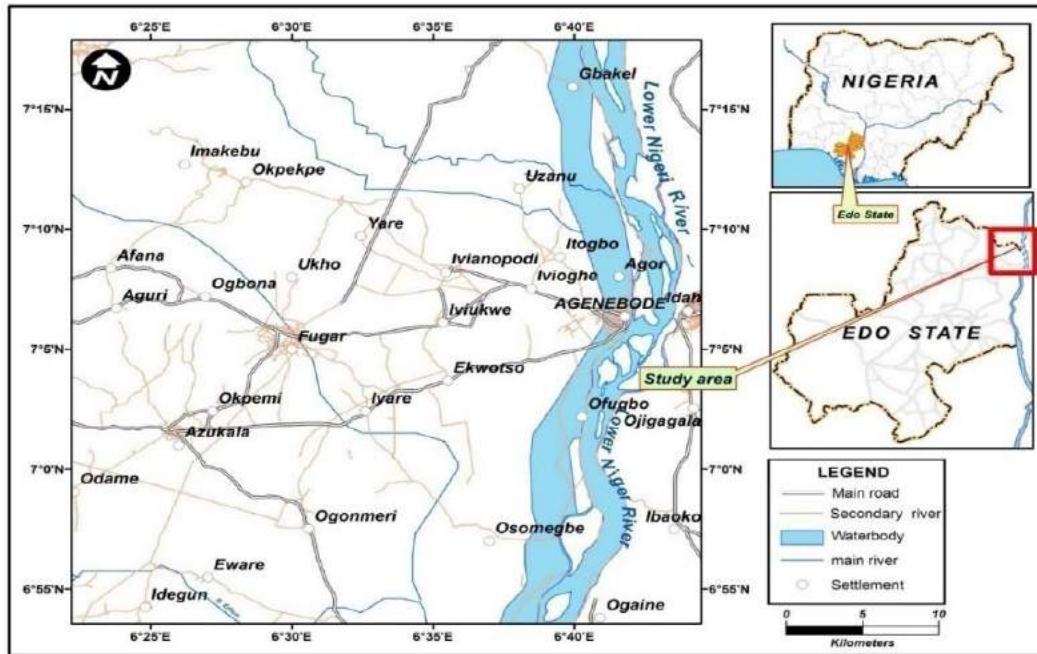 6°25'E 6°30'E 6°35'E 6°40'E
N
Gbakel
7°15'N
7°15'N
Lower Nigeri River
Imakebu
Okpekpe
Uzanu
Yare
7°10'N
7°10'N
Itogbo
Afana
Ukho
Ivianopodi
Agor
Ivioghe
Aguri
Ogbona
AGENEBODE
Idah
Iviukwe
Fugar
7°5'N
7°5'N
Ekwotso
Okpemi
Iyare
Ofugbo
Ojigagala
Azukala
Lower Niger River
7°0'N
7°0'N
Odame
Ogonmeri
Osomegbe
Ibaoko
Eware
6°55'N
6°55'N
Idegun
Ogaine
6°25'E 6°30'E 6°35'E 6°40'E
NIGERIA
Edo State
EDO STATE
Study area
LEGEND
Main road
Secondary river
Waterbody
main river
Settlement
0 5 10
Kilometers